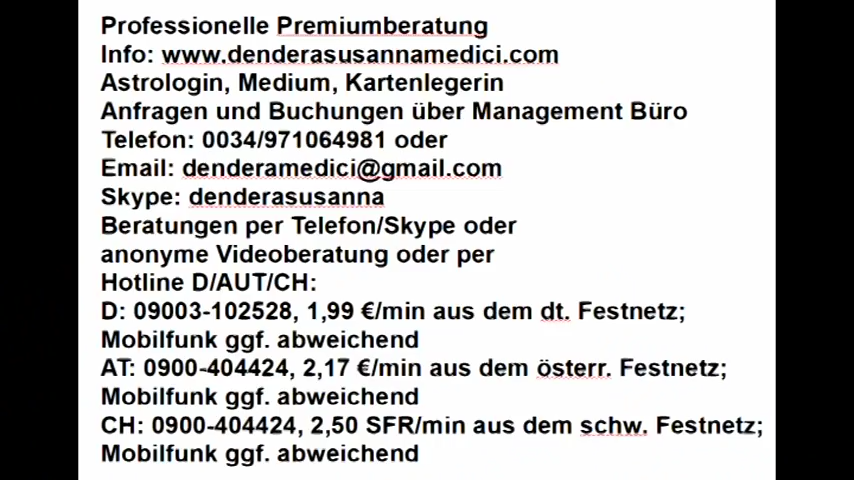 Professionelle Premiumberatung
Info: www.denderasusannamedici.com
Astrologin, Medium, Kartenlegerin
Anfragen und Buchungen über Management Büro
Telefon: 0034/971064981 oder
Email: denderamedici@gmail.com
Skype: denderasusanna
Beratungen per Telefon/Skype oder
anonyme Videoberatung oder per
Hotline D/AUT/CH:
D: 09003-102528, 1,99 €/min aus dem dt. Festnetz;
Mobilfunk ggf. abweichend
AT: 0900-404424, 2,17 €/min aus dem österr. Festnetz;
Mobilfunk ggf. abweichend
CH: 0900-404424, 2,50 SFR/min aus dem schw. Festnetz;
Mobilfunk ggf. abweichend